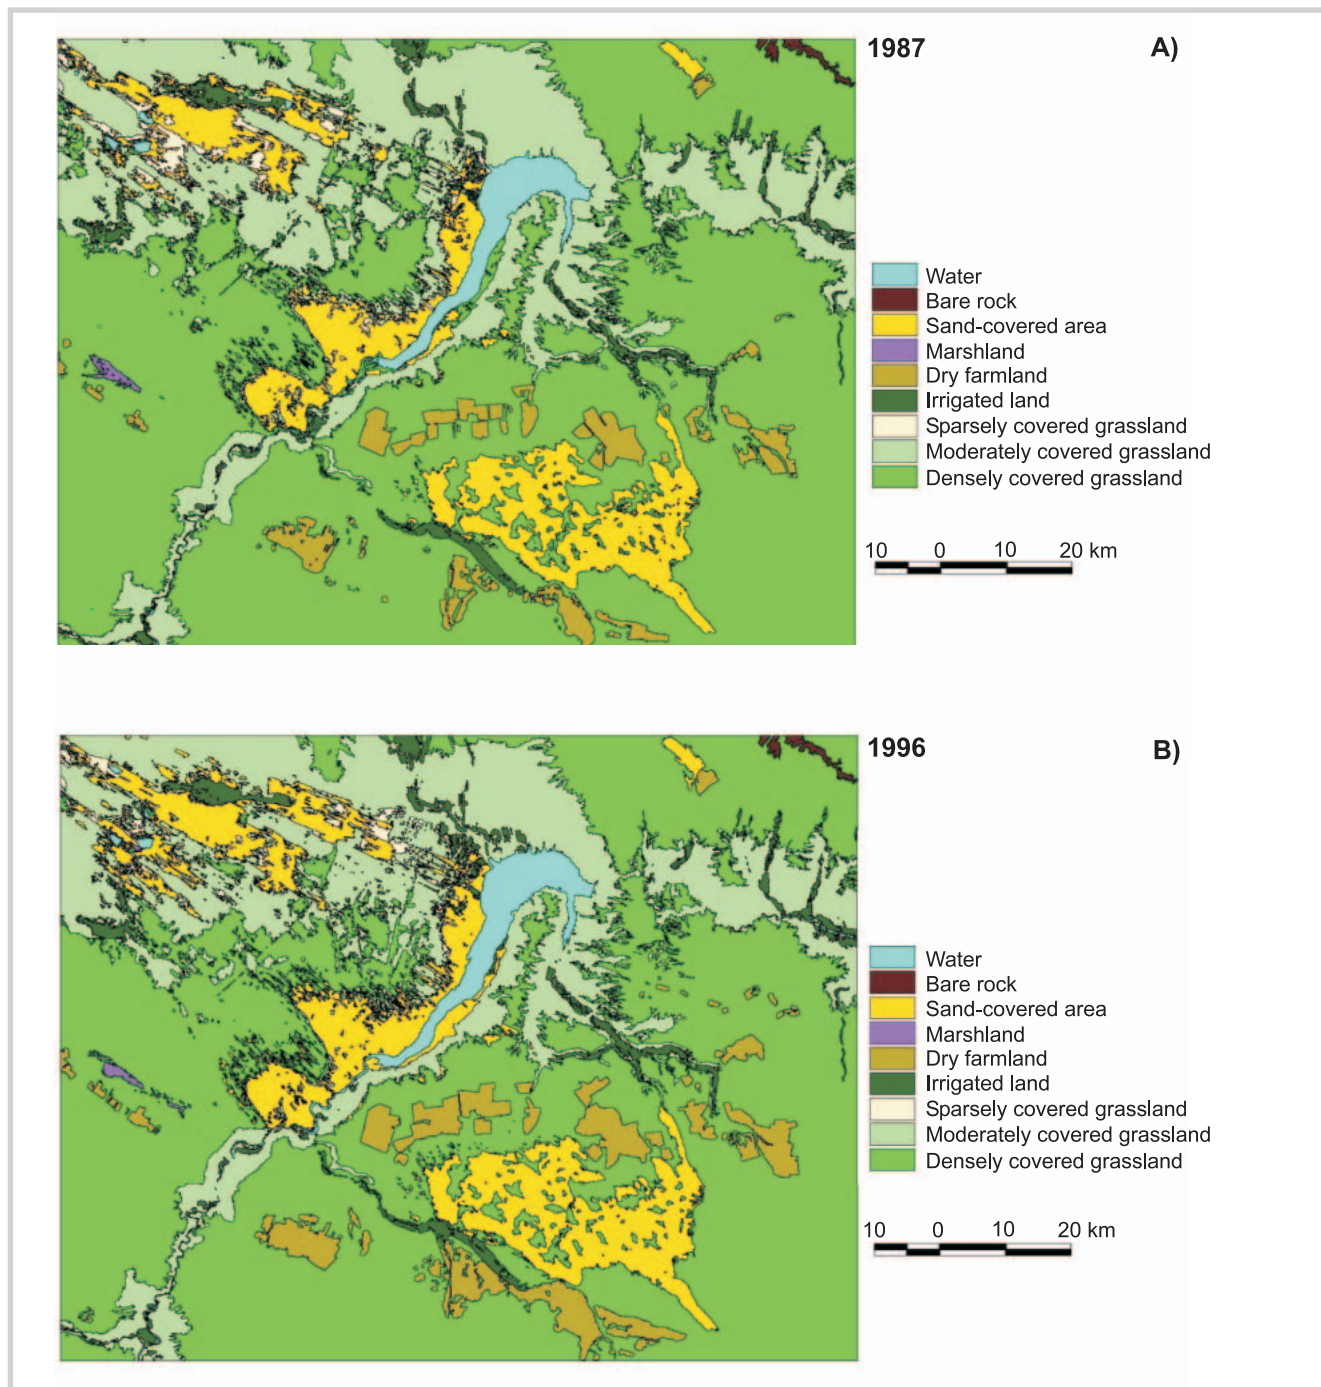 1987 A)
Water
Bare rock
Sand-covered area
Marshland
Dry farmland
Irrigated land
Sparsely covered grassland
Moderately covered grassland
Densely covered grassland
10 0 10 20 km
1996 B)
Water
Bare rock
Sand-covered area
Marshland
Dry farmland
Irrigated land
Sparsely covered grassland
Moderately covered grassland
Densely covered grassland
10 0 10 20 km